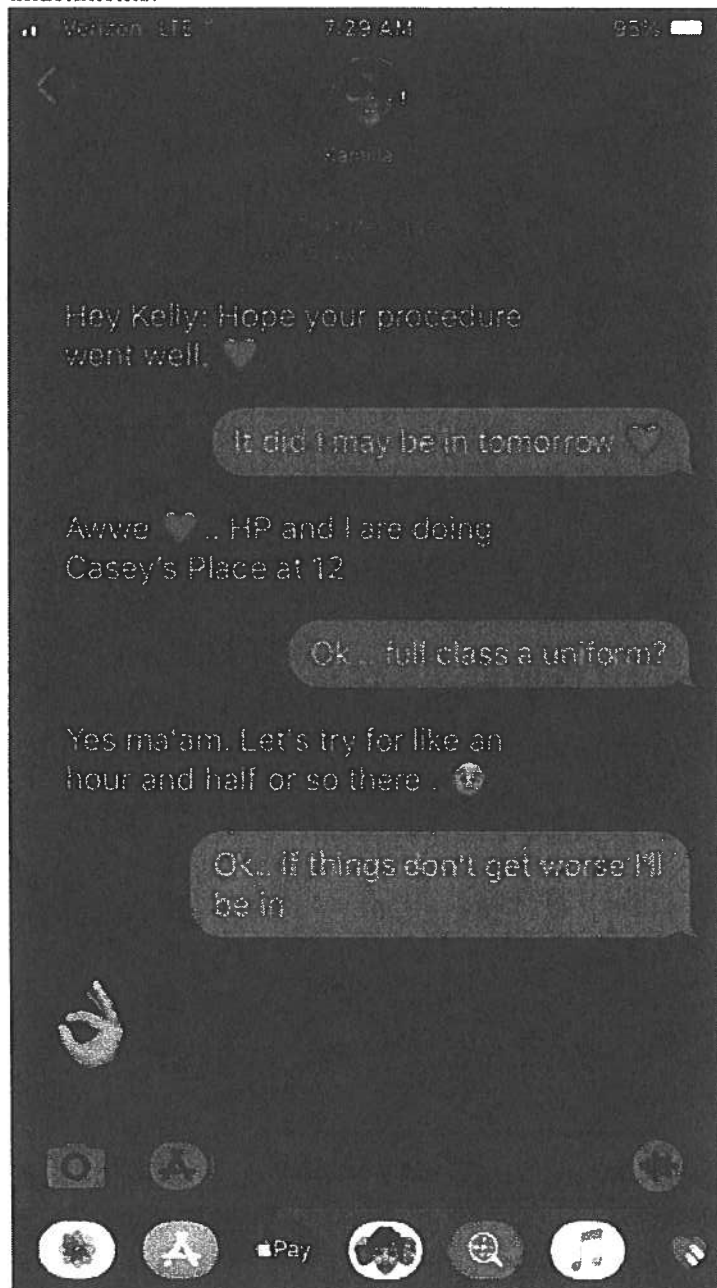 Verizon LTE 7:29 AM 95%
Kamilla
Hey Kelly: Hope your procedure
went well. ❤️
It did I may be in tomorrow ❤️
Awwe ❤️ .. HP and I are doing
Casey's Place at 12
Ok .. full class a uniform?
Yes ma'am. Let's try for like an
hour and half or so there .
Ok.. if things don't get worse I'll
be in
Pay